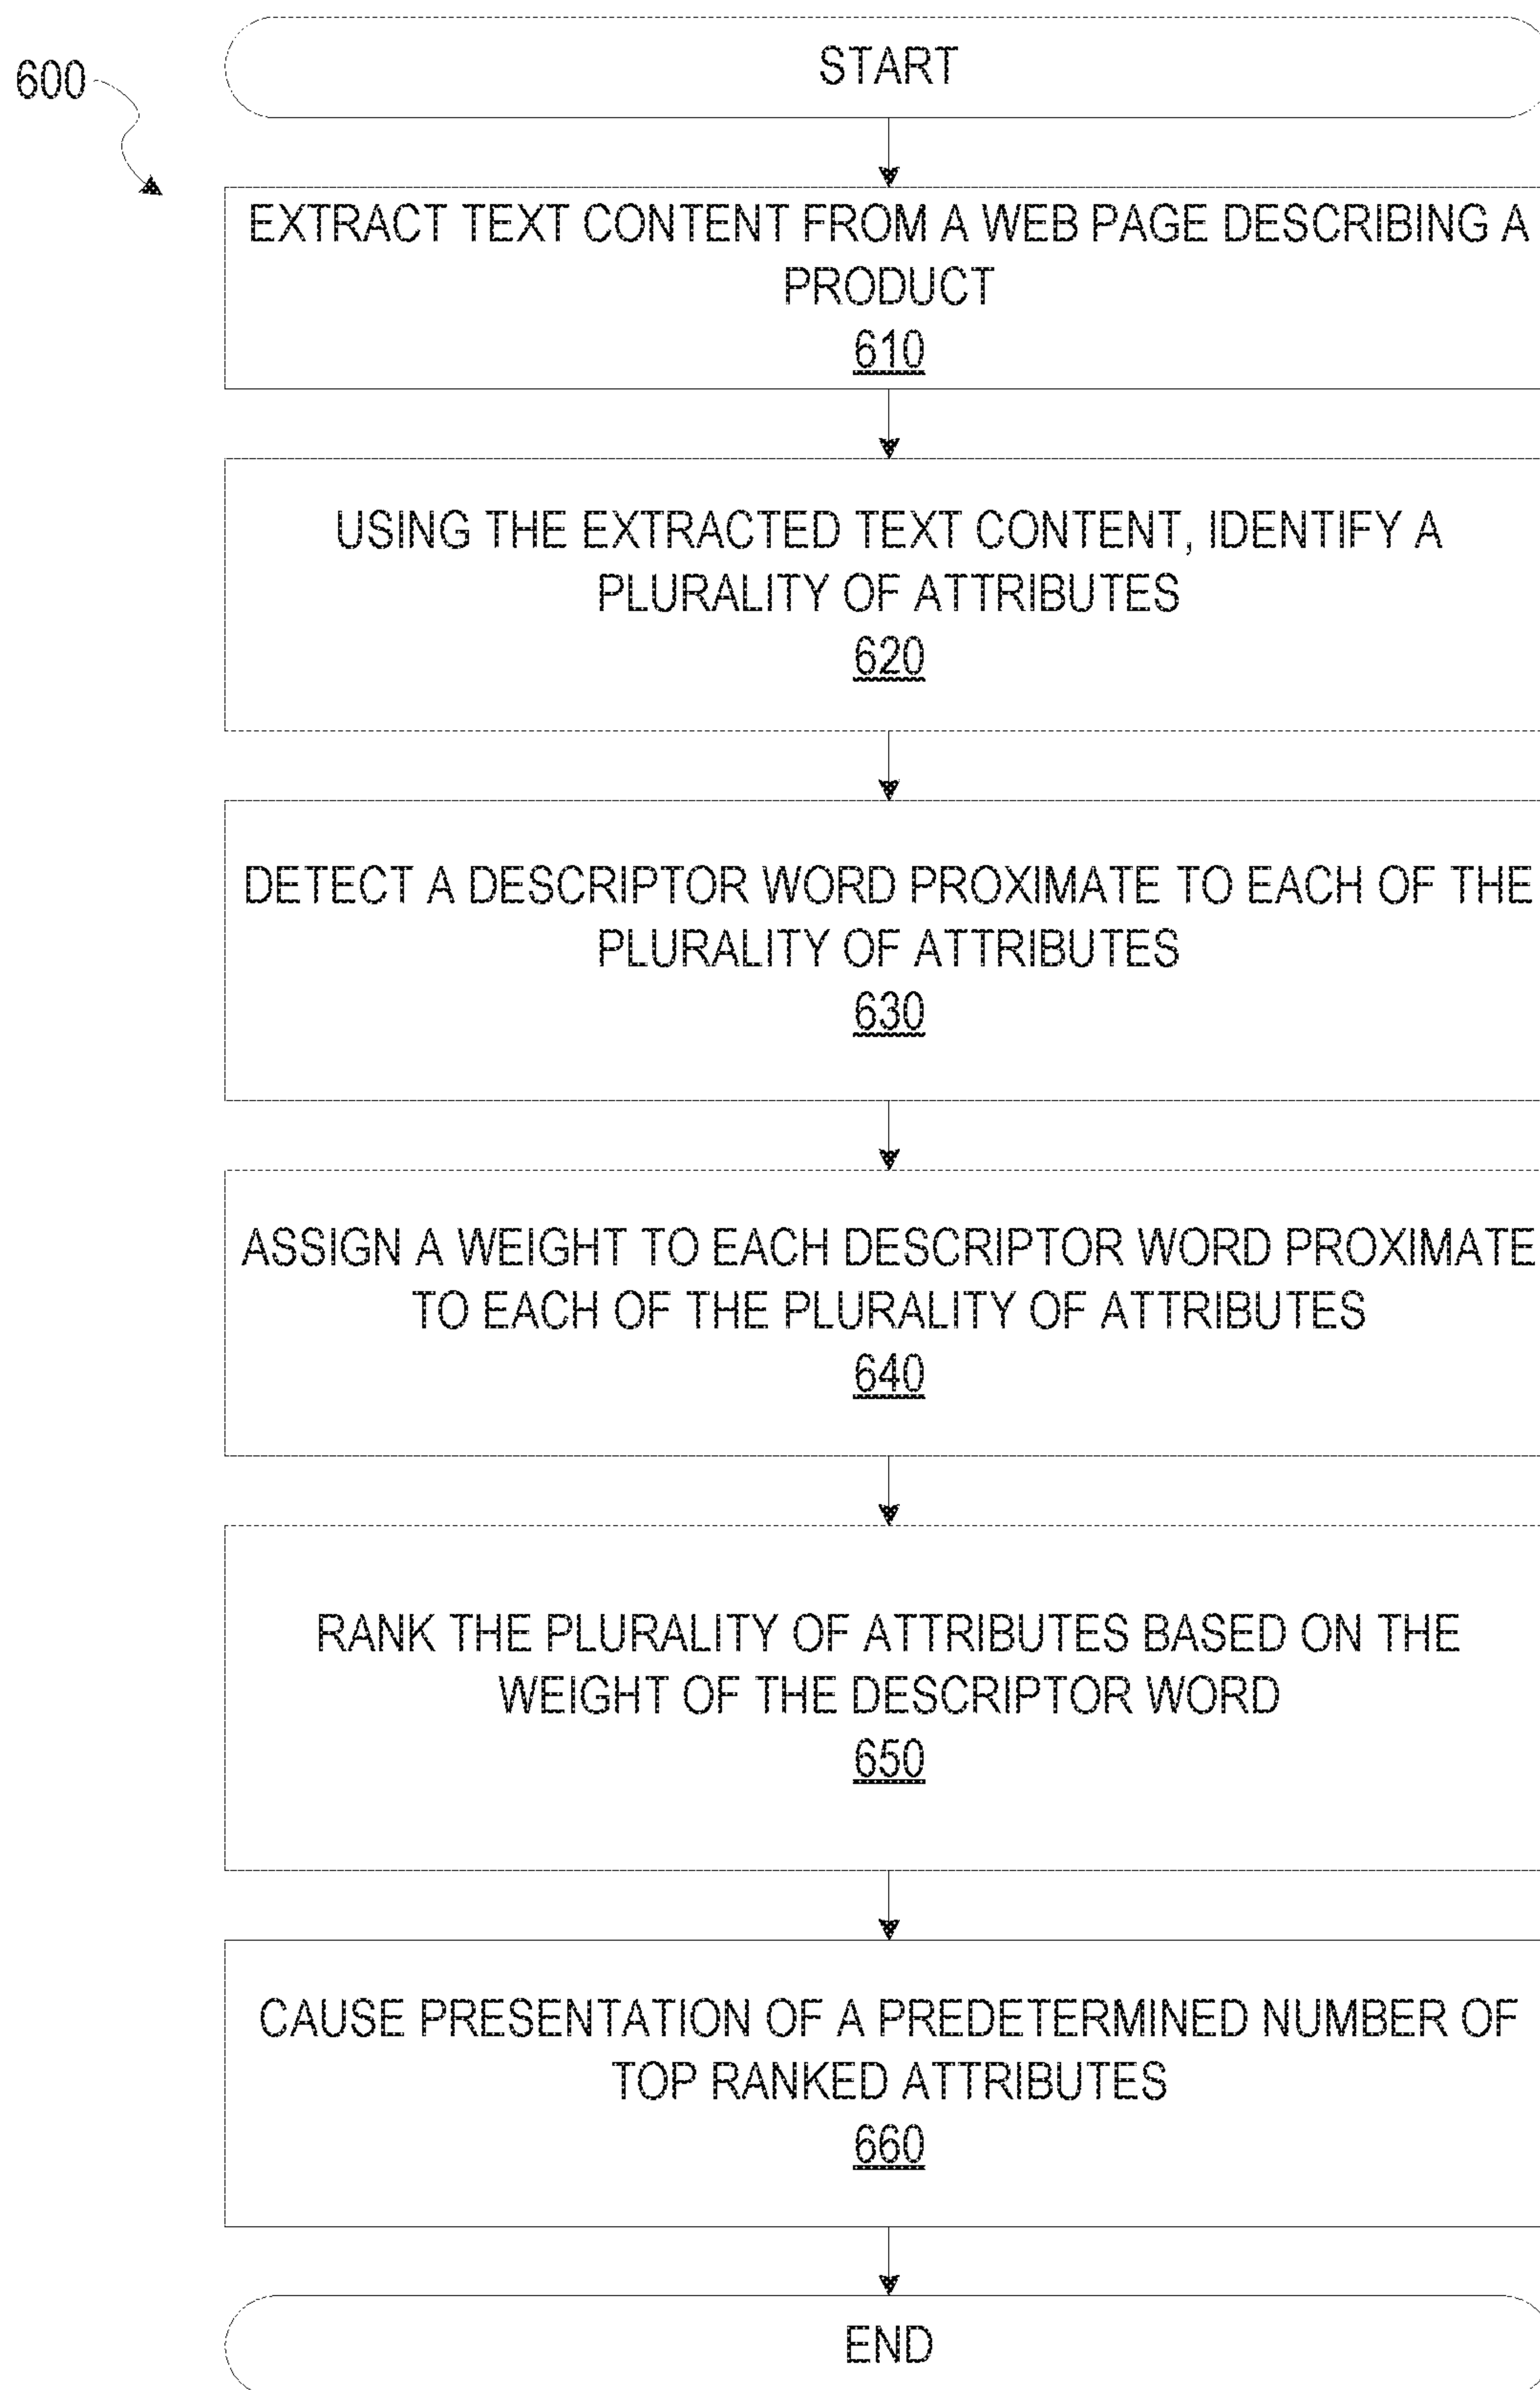 START
600
EXTRACT TEXT CONTENT FROM A WEB PAGE DESCRIBING A
PRODUCT
610
USING THE EXTRACTED TEXT CONTENT, IDENTIFY A
PLURALITY OF ATTRIBUTES
620
DETECT A DESCRIPTOR WORD PROXIMATE TO EACH OF THE
PLURALITY OF ATTRIBUTES
630
ASSIGN A WEIGHT TO EACH DESCRIPTOR WORD PROXIMATE
TO EACH OF THE PLURALITY OF ATTRIBUTES
640
RANK THE PLURALITY OF ATTRIBUTES BASED ON THE
WEIGHT OF THE DESCRIPTOR WORD
650
CAUSE PRESENTATION OF A PREDETERMINED NUMBER OF
TOP RANKED ATTRIBUTES
660
END